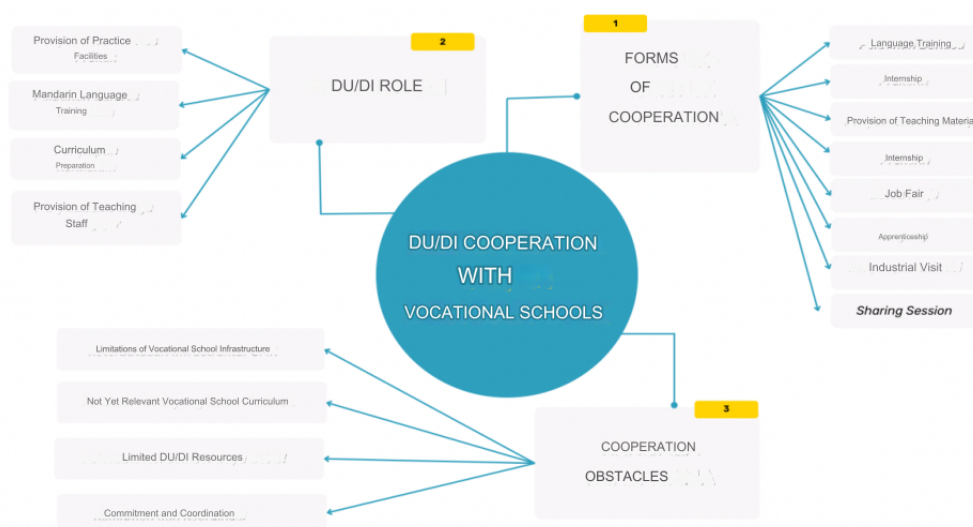 1
FORMS
OF
COOPERATION
Language Training
Internship
Provision of Teaching Materia
Internship
Job Fair
Apprenticeship
Industrial Visit
Sharing Session
2
DU/DI ROLE
Provision of Practice
Facilities
Mandarin Language
Training
Curriculum
Preparation
Provision of Teaching
Staff
DU/DI COOPERATION
WITH
VOCATIONAL SCHOOLS
3
COOPERATION
OBSTACLES
Limitations of Vocational School Infrastructure
Not Yet Relevant Vocational School Curriculum
Limited DU/DI Resources
Commitment and Coordination